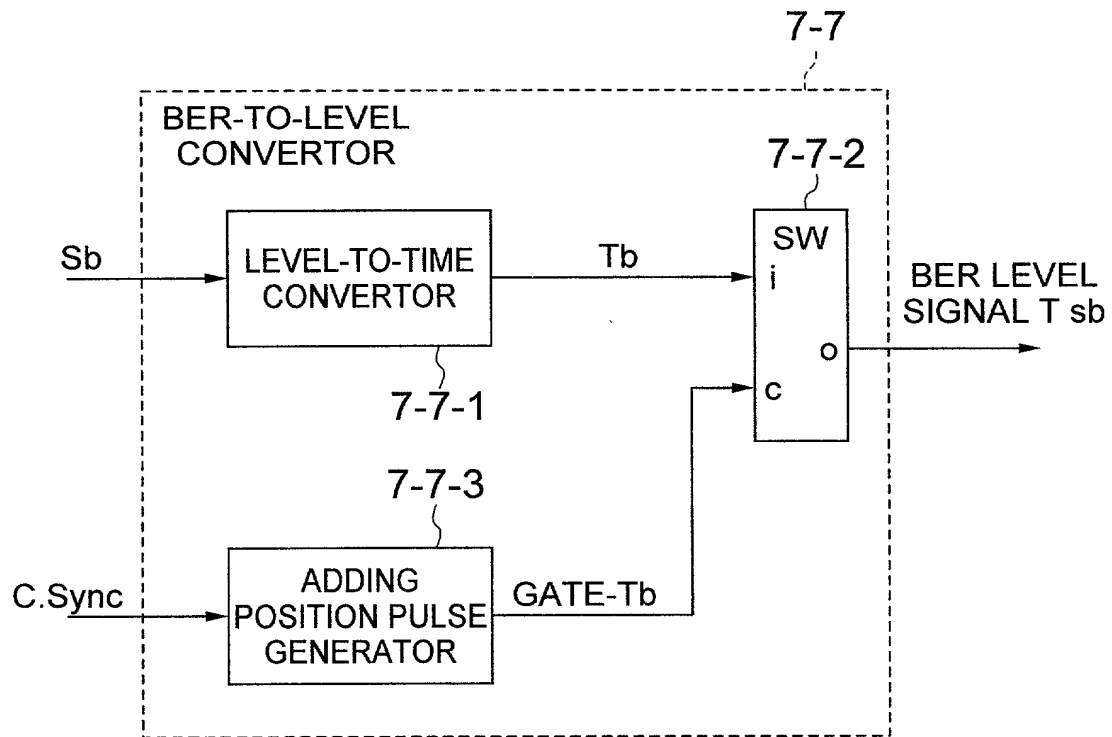 7-7
BER-TO-LEVEL
CONVERTOR
7-7-2
SW
Sb
LEVEL-TO-TIME
CONVERTOR
Tb
i
BER LEVEL
SIGNAL T sb
o
7-7-1
c
7-7-3
C.Sync
ADDING
POSITION PULSE
GENERATOR
GATE-Tb